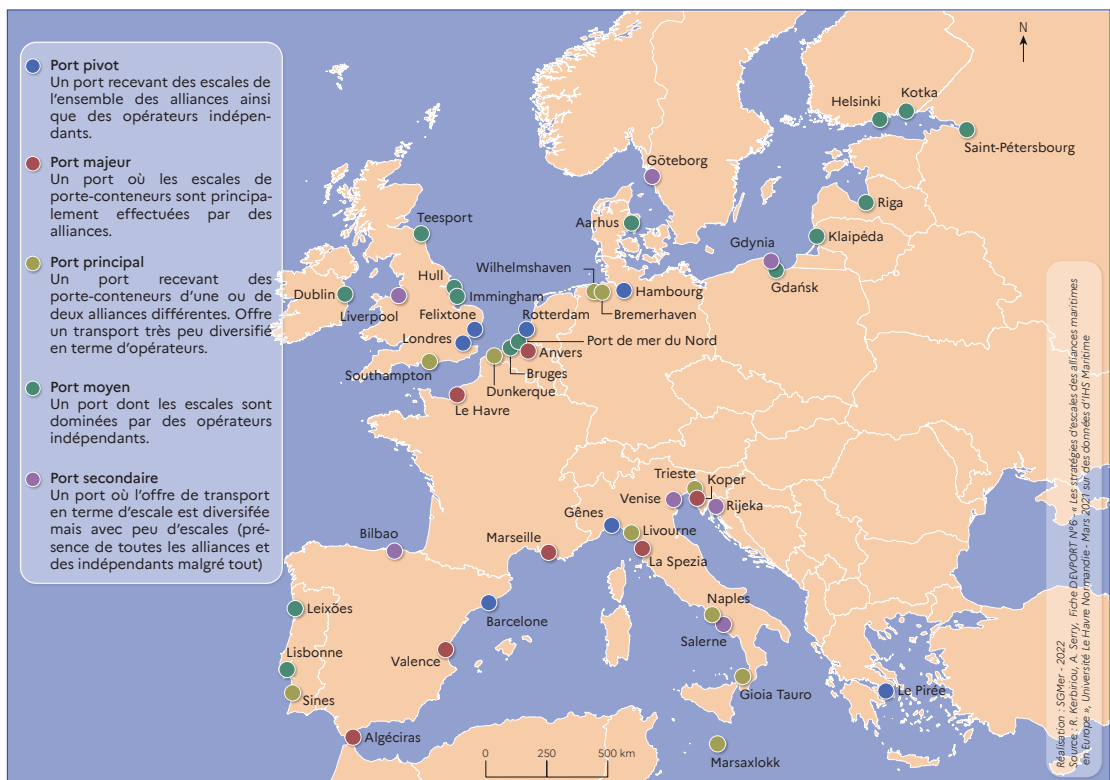 Port pivot
Un port recevant des escales de
l'ensemble des alliances ainsi
que des opérateurs indépen-
dants.
Port majeur
Un port où les escales de
porte-conteneurs sont principa-
lement effectuées par des
alliances.
Port principal
Un port recevant des
porte-conteneurs d'une ou de
deux alliances différentes. Offre
un transport très peu diversifié
en terme d'opérateurs.
Port moyen
Un port dont les escales sont
dominées par des opérateurs
indépendants.
Port secondaire
Un port où l'offre de transport
en terme d'escale est diversifiée
mais avec peu d'escales (pré-
sence de toutes les alliances et
des indépendants malgré tout)
N
Kotka
Helsinki
Saint-Pétersbourg
Göteborg
Riga
Teesport
Aarhus
Klaipėda
Gdynia
Wilhelmshaven
Hull
Gdańsk
Dublin
Immingham
Hambourg
Liverpool
Felixtone
Rotterdam
Bremerhaven
Londres
Port de mer du Nord
Anvers
Southampton
Bruges
Dunkerque
Le Havre
Trieste
Koper
Venise
Rijeka
Gênes
Livourne
Bilbao
Marseille
La Spezia
Leixões
Barcelone
Naples
Salerne
Lisbonne
Valence
Sines
Gioia Tauro
Le Pirée
Algéciras
Marsaxlokk
0 250 500 km
Réalisation : SGMer - 2022
Source : R. Kerbiriou, A. Serry, Fiche DEVPORT N°6 - « Les stratégies d'escales des alliances maritimes
en Europe », Université Le Havre Normandie - Mars 2021 sur des données d'IHS Maritime